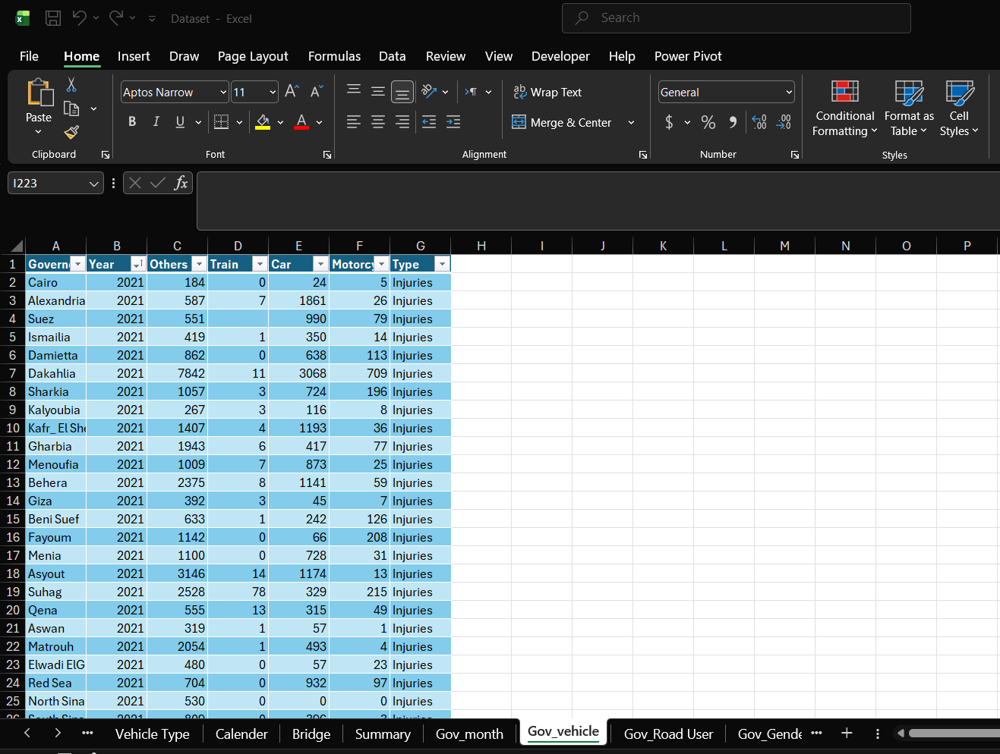 Dataset - Excel
Search
File Home Insert Draw Page Layout Formulas Data Review View Developer Help Power Pivot
Aptos Narrow 11 Wrap Text General
Paste B I U Merge & Center $ % Conditional Formatting Format as Table Cell Styles
Clipboard Font Alignment Number Styles
I223 fx
A B C D E F G H I J K L M N O P
1 Govern Year Others Train Car Motorcy Type
2 Cairo 2021 184 0 24 5 Injuries
3 Alexandria 2021 587 7 1861 26 Injuries
4 Suez 2021 551 990 79 Injuries
5 Ismailia 2021 419 1 350 14 Injuries
6 Damietta 2021 862 0 638 113 Injuries
7 Dakahlia 2021 7842 11 3068 709 Injuries
8 Sharkia 2021 1057 3 724 196 Injuries
9 Kalyoubia 2021 267 3 116 8 Injuries
10 Kafr_ El She 2021 1407 4 1193 36 Injuries
11 Gharbia 2021 1943 6 417 77 Injuries
12 Menoufia 2021 1009 7 873 25 Injuries
13 Behera 2021 2375 8 1141 59 Injuries
14 Giza 2021 392 3 45 7 Injuries
15 Beni Suef 2021 633 1 242 126 Injuries
16 Fayoum 2021 1142 0 66 208 Injuries
17 Menia 2021 1100 0 728 31 Injuries
18 Asyout 2021 3146 14 1174 13 Injuries
19 Suhag 2021 2528 78 329 215 Injuries
20 Qena 2021 555 13 315 49 Injuries
21 Aswan 2021 319 1 57 1 Injuries
22 Matrouh 2021 2054 1 493 4 Injuries
23 Elwadi ElG 2021 480 0 57 23 Injuries
24 Red Sea 2021 704 0 932 97 Injuries
25 North Sina 2021 530 0 0 0 Injuries
Vehicle Type Calender Bridge Summary Gov_month Gov_vehicle Gov_Road User Gov_Gende